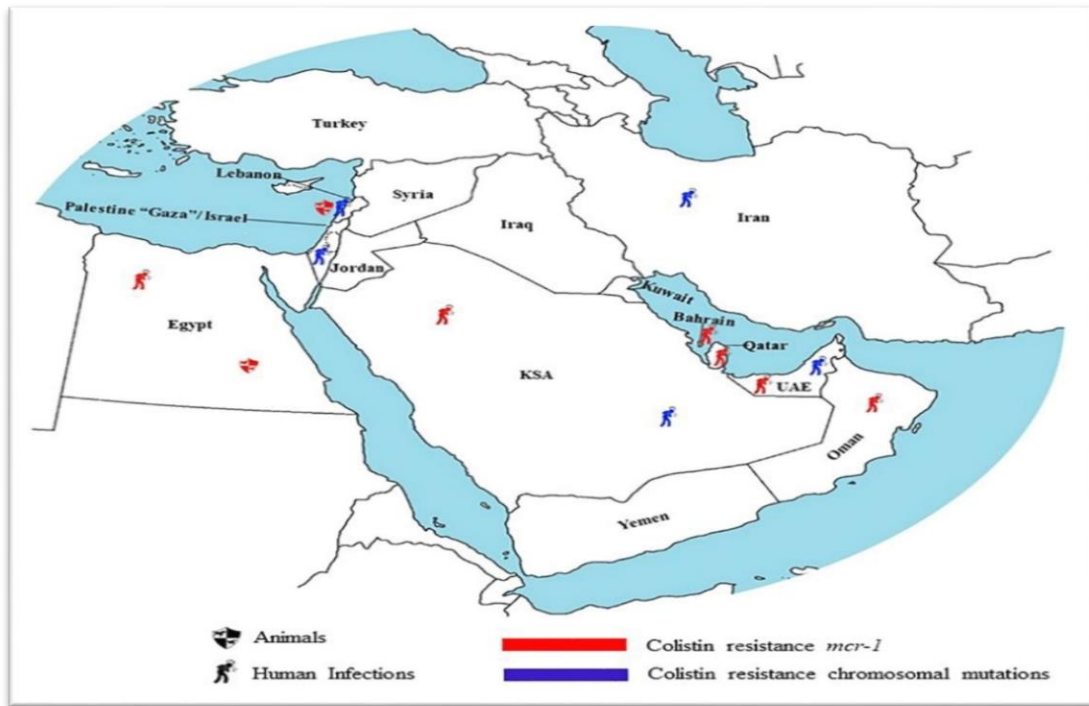 Turkey
Lebanon
Syria
Palestine “Gaza”/Israel
Iraq
Iran
Jordan
Kuwait
Egypt
Bahrain
Qatar
KSA
UAE
Oman
Yemen
Animals
Colistin resistance mcr-1
Human Infections
Colistin resistance chromosomal mutations